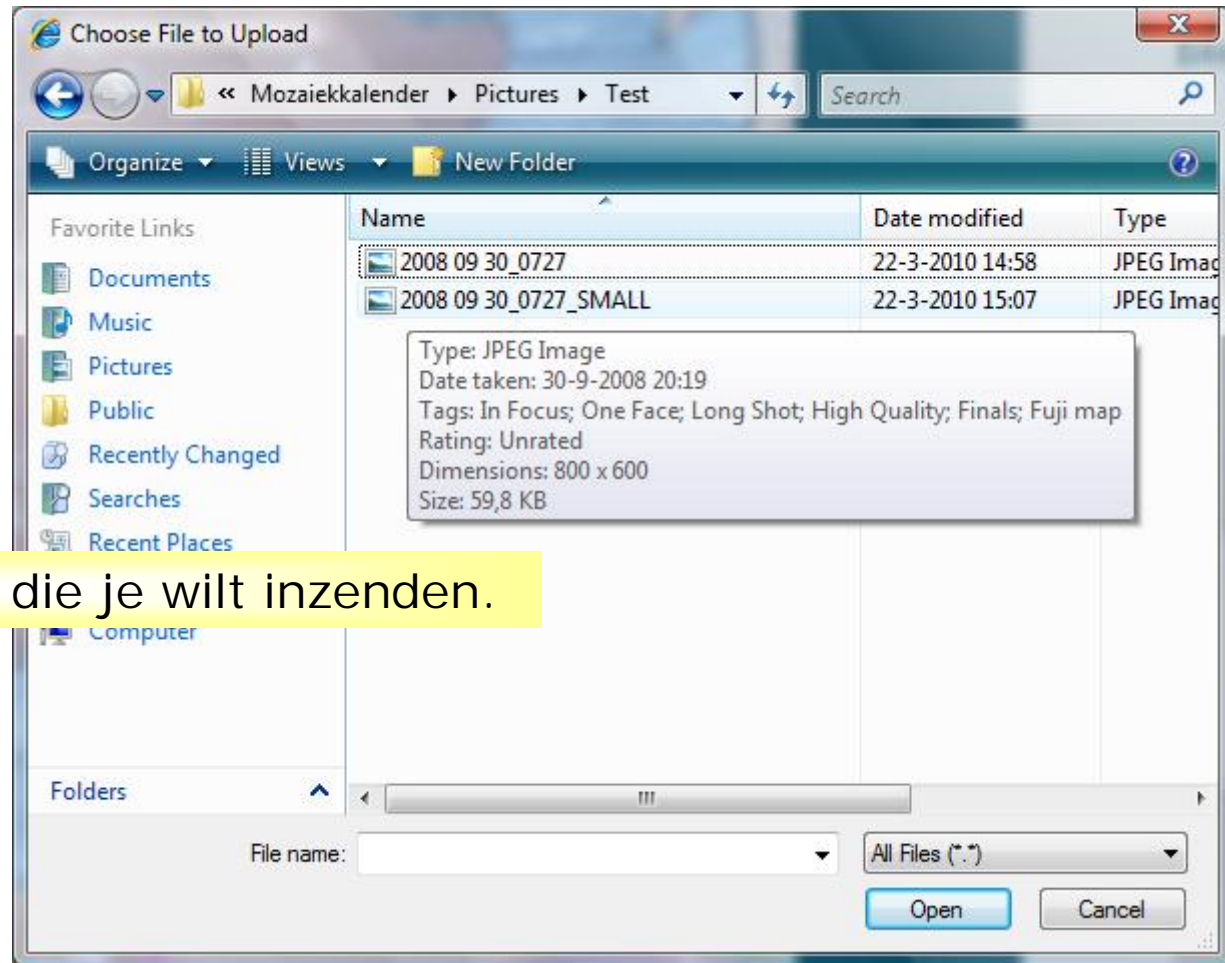 Choose File to Upload
« Mozaiekkalender ▸ Pictures ▸ Test
Search
Organize
Views
New Folder
Favorite Links
Documents
Music
Pictures
Public
Recently Changed
Searches
Recent Places
Computer
Folders
Name Date modified Type
2008 09 30_0727 22-3-2010 14:58 JPEG Imag
2008 09 30_0727_SMALL 22-3-2010 15:07 JPEG Imag
Type: JPEG Image
Date taken: 30-9-2008 20:19
Tags: In Focus; One Face; Long Shot; High Quality; Finals; Fuji map
Rating: Unrated
Dimensions: 800 x 600
Size: 59,8 KB
die je wilt inzenden.
File name:
All Files (*.*)
Open
Cancel